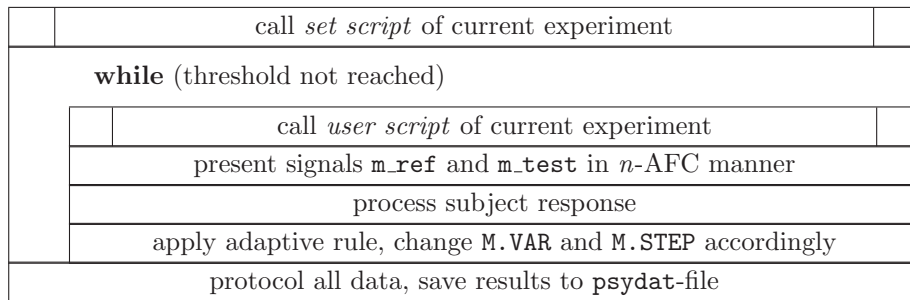 call set script of current experiment
while (threshold not reached)
call user script of current experiment
present signals m_ref and m_test in n-AFC manner
process subject response
apply adaptive rule, change M.VAR and M.STEP accordingly
protocol all data, save results to psydat-file